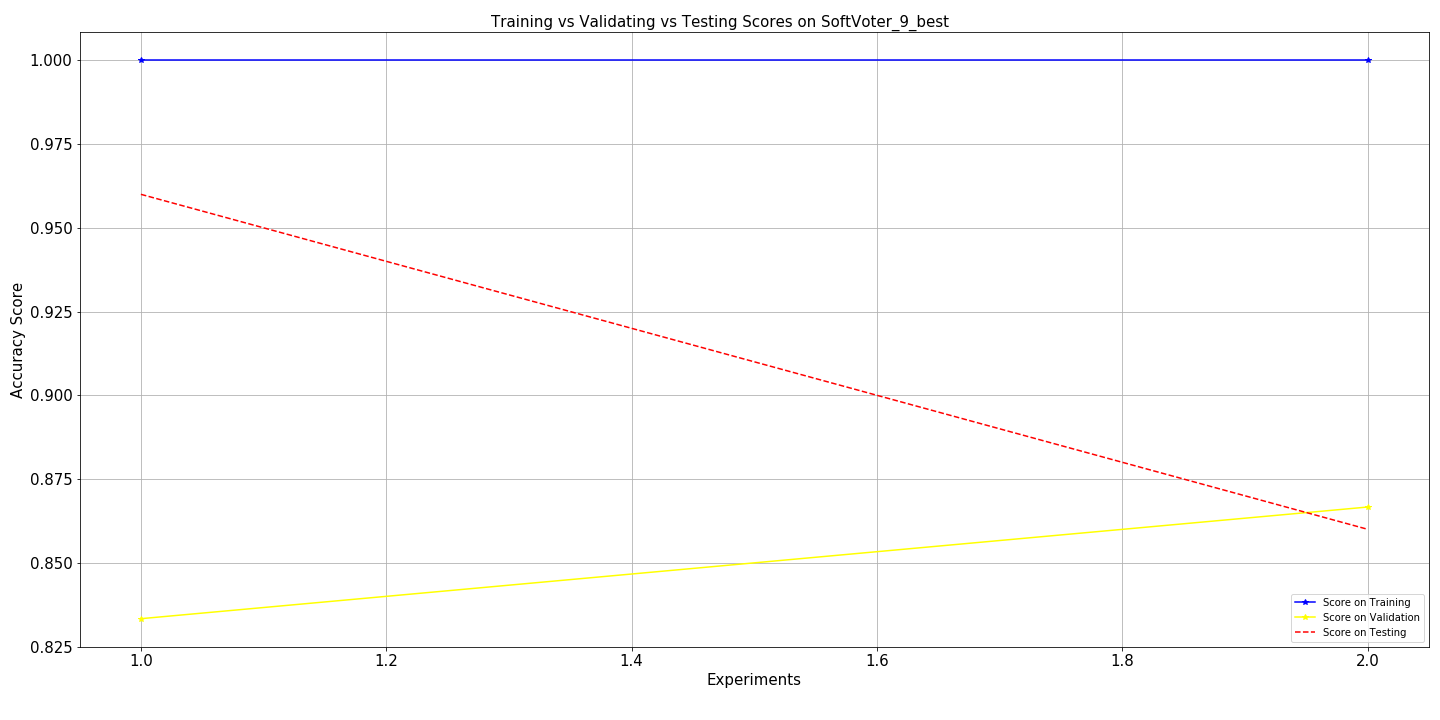 Training vs Validating vs Testing Scores on SoftVoter_9_best
Accuracy Score
1.000
0.975
0.950
0.925
0.900
0.875
0.850
0.825
Score on Training
Score on Validation
Score on Testing
1.0 1.2 1.4 1.6 1.8 2.0
Experiments